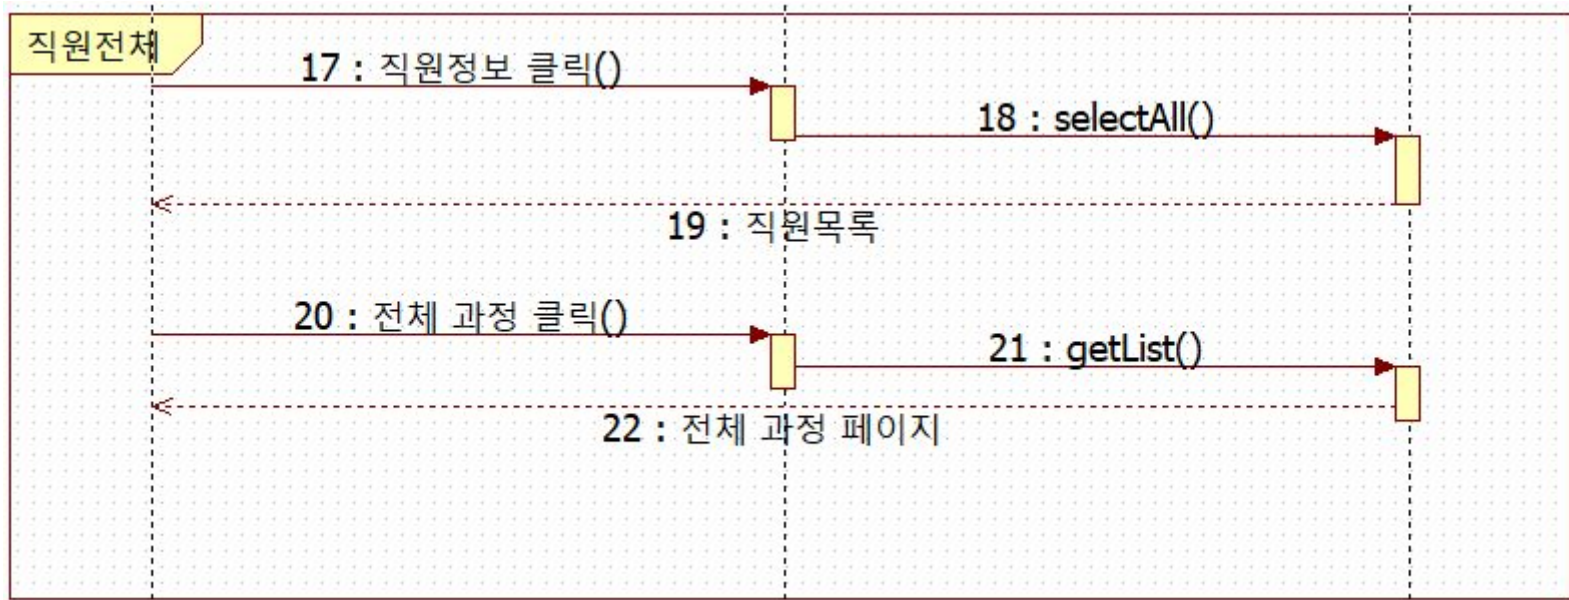 직원전체
17 : 직원정보 클릭()
18 : selectAll()
19 : 직원목록
20 : 전체 과정 클릭()
21 : getList()
22 : 전체 과정 페이지